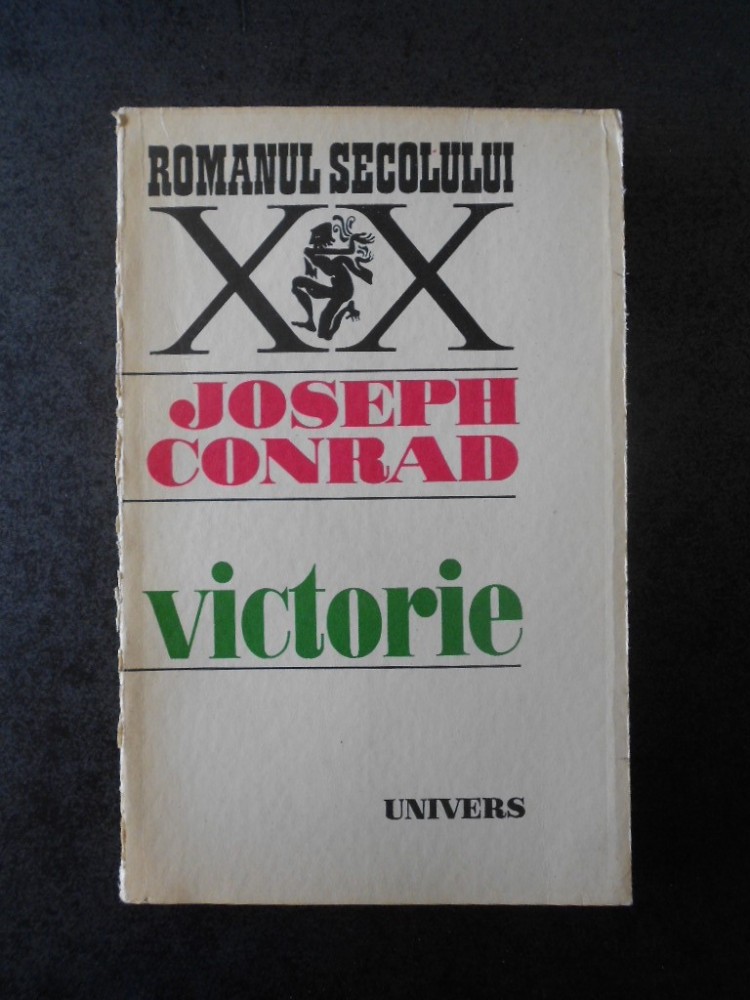 ROMANUL SECOLULUI
XX
JOSEPH
CONRAD
victorie
UNIVERS